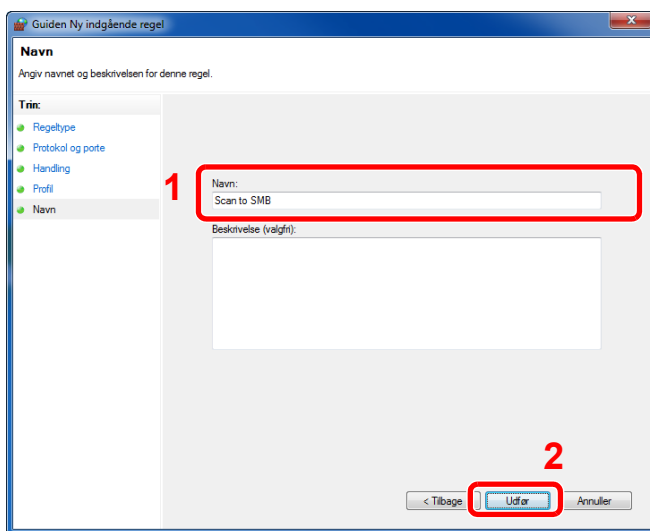 Guiden Ny indgående regel
Navn
Angiv navnet og beskrivelsen for denne regel.
Trin:
Regeltype
Protokol og porte
Handling
Profil
Navn
1
Navn:
Scan to SMB
Beskrivelse (valgfri):
2
< Tilbage
Udfør
Annuller